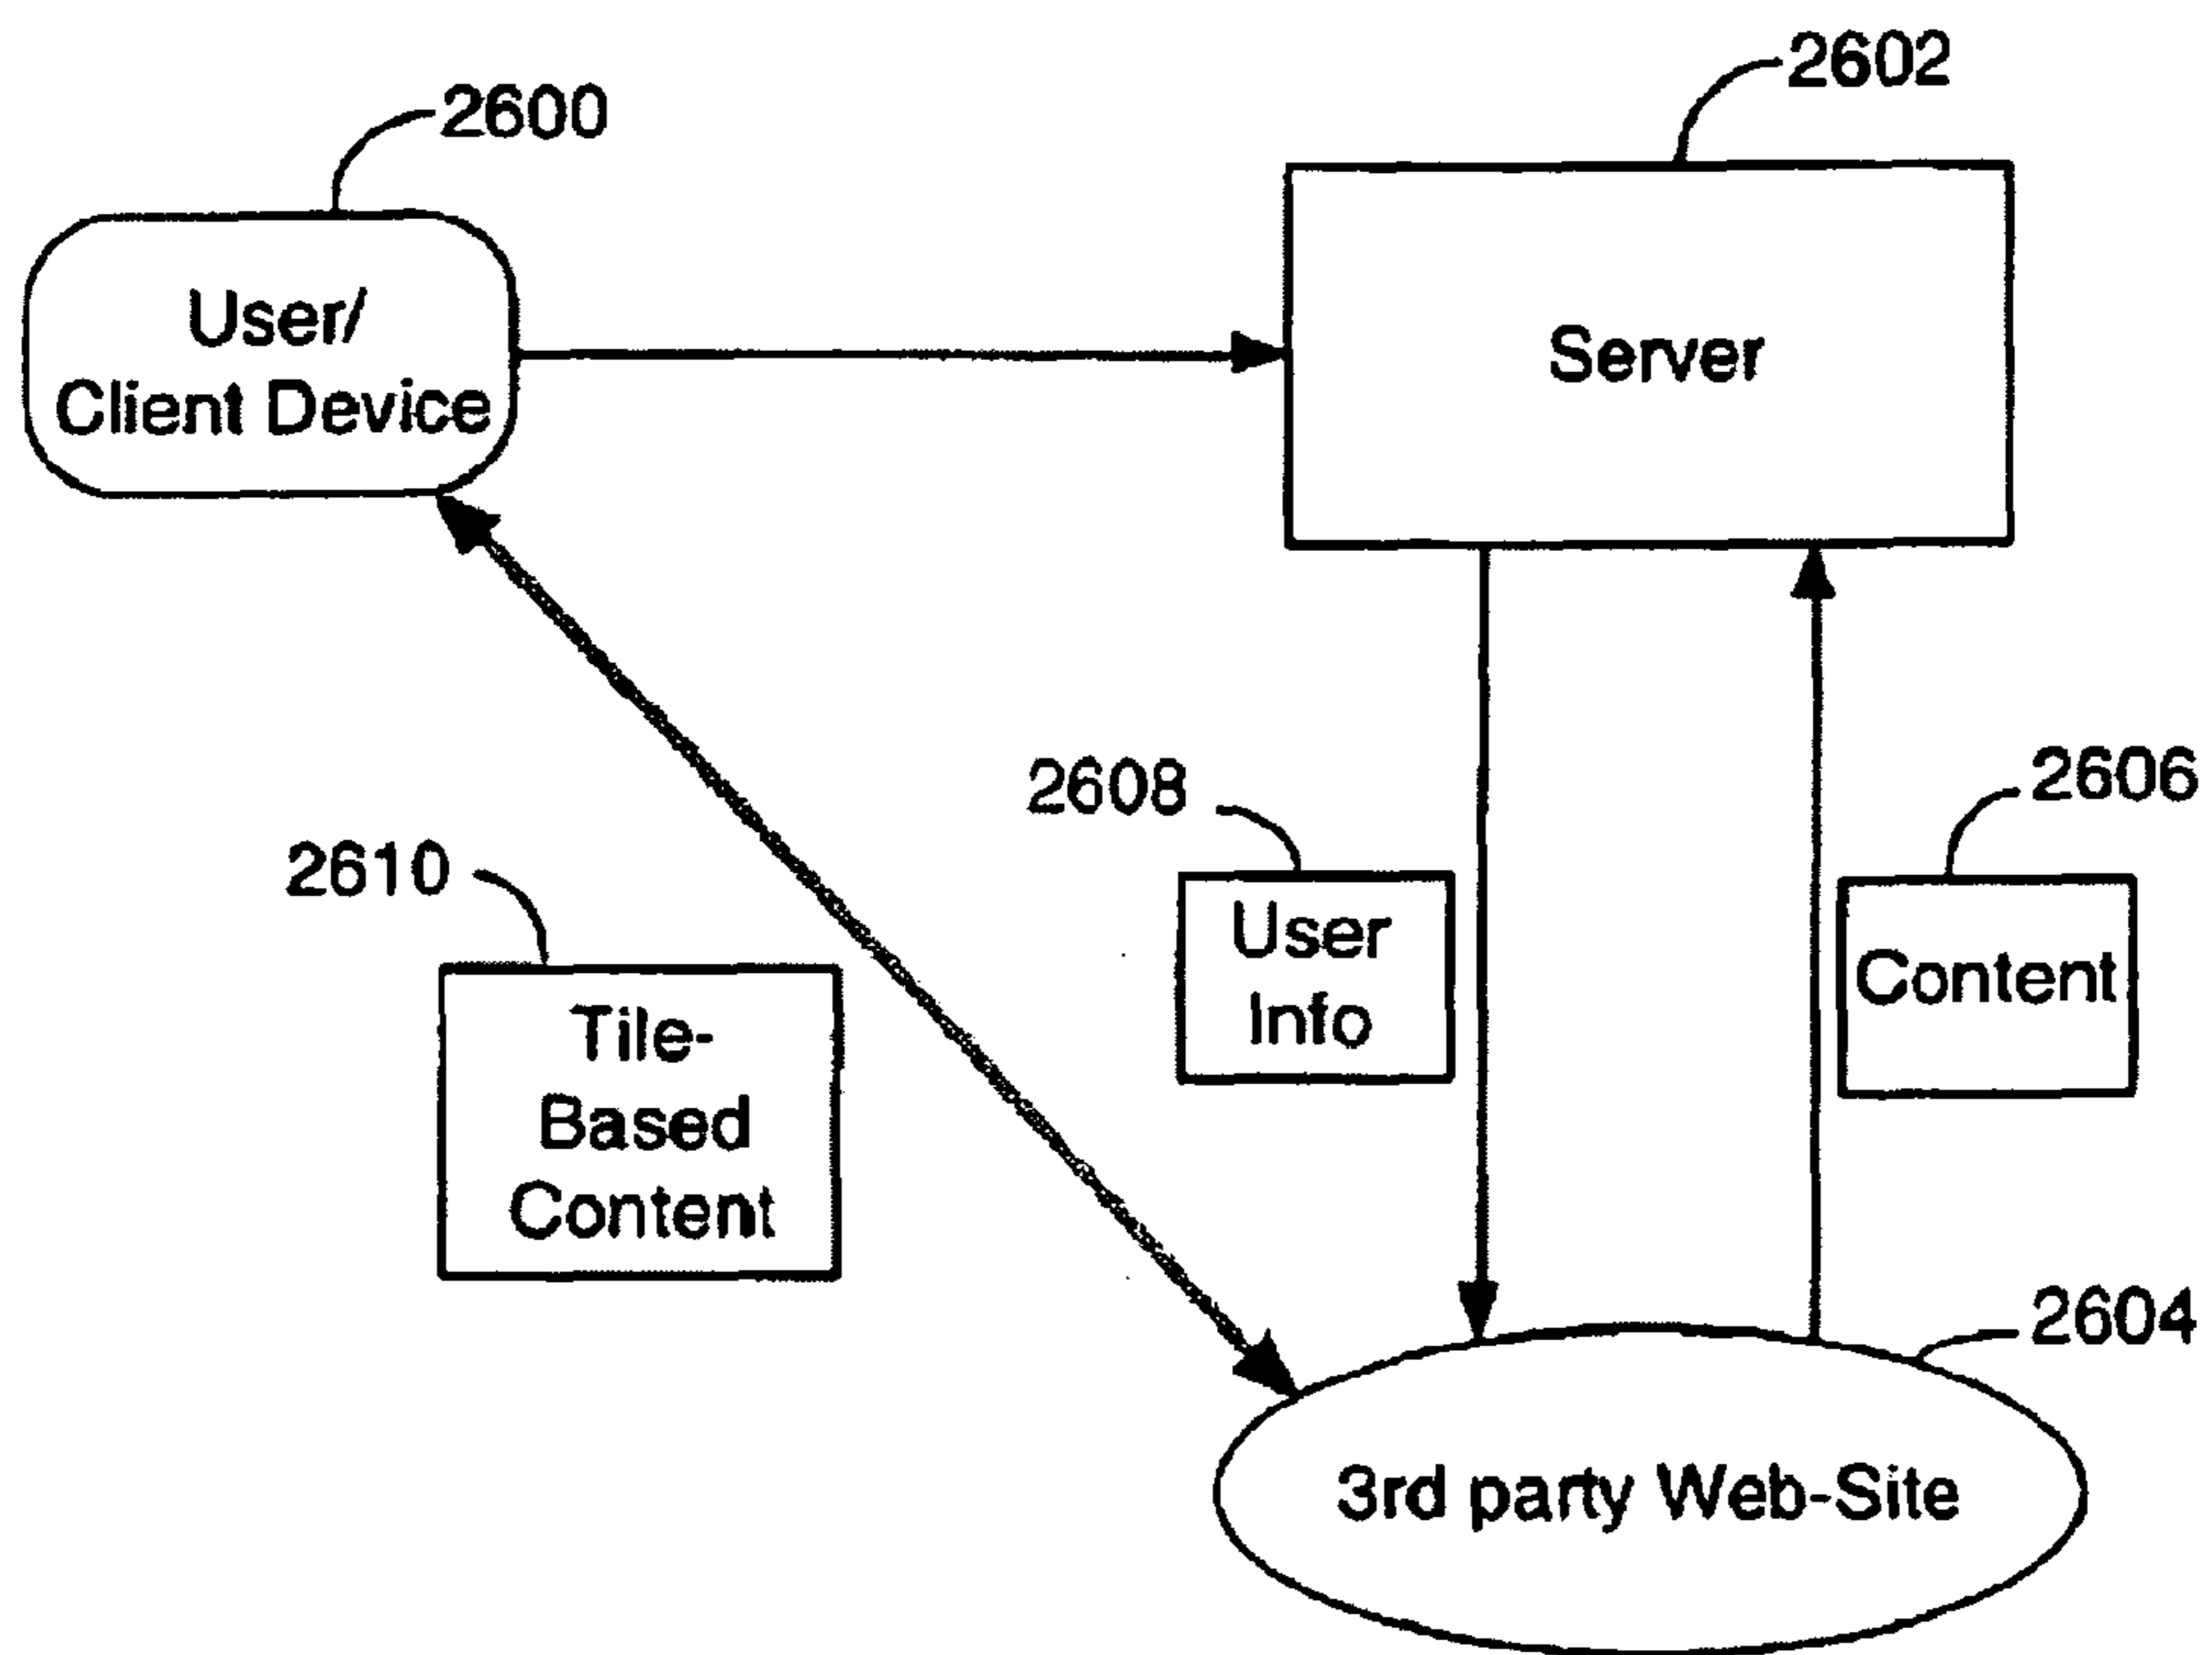 2602
2600
User/
Client Device
Server
2608
2606
2610
User
Info
Content
Tile-
Based
Content
2604
3rd party Web-Site